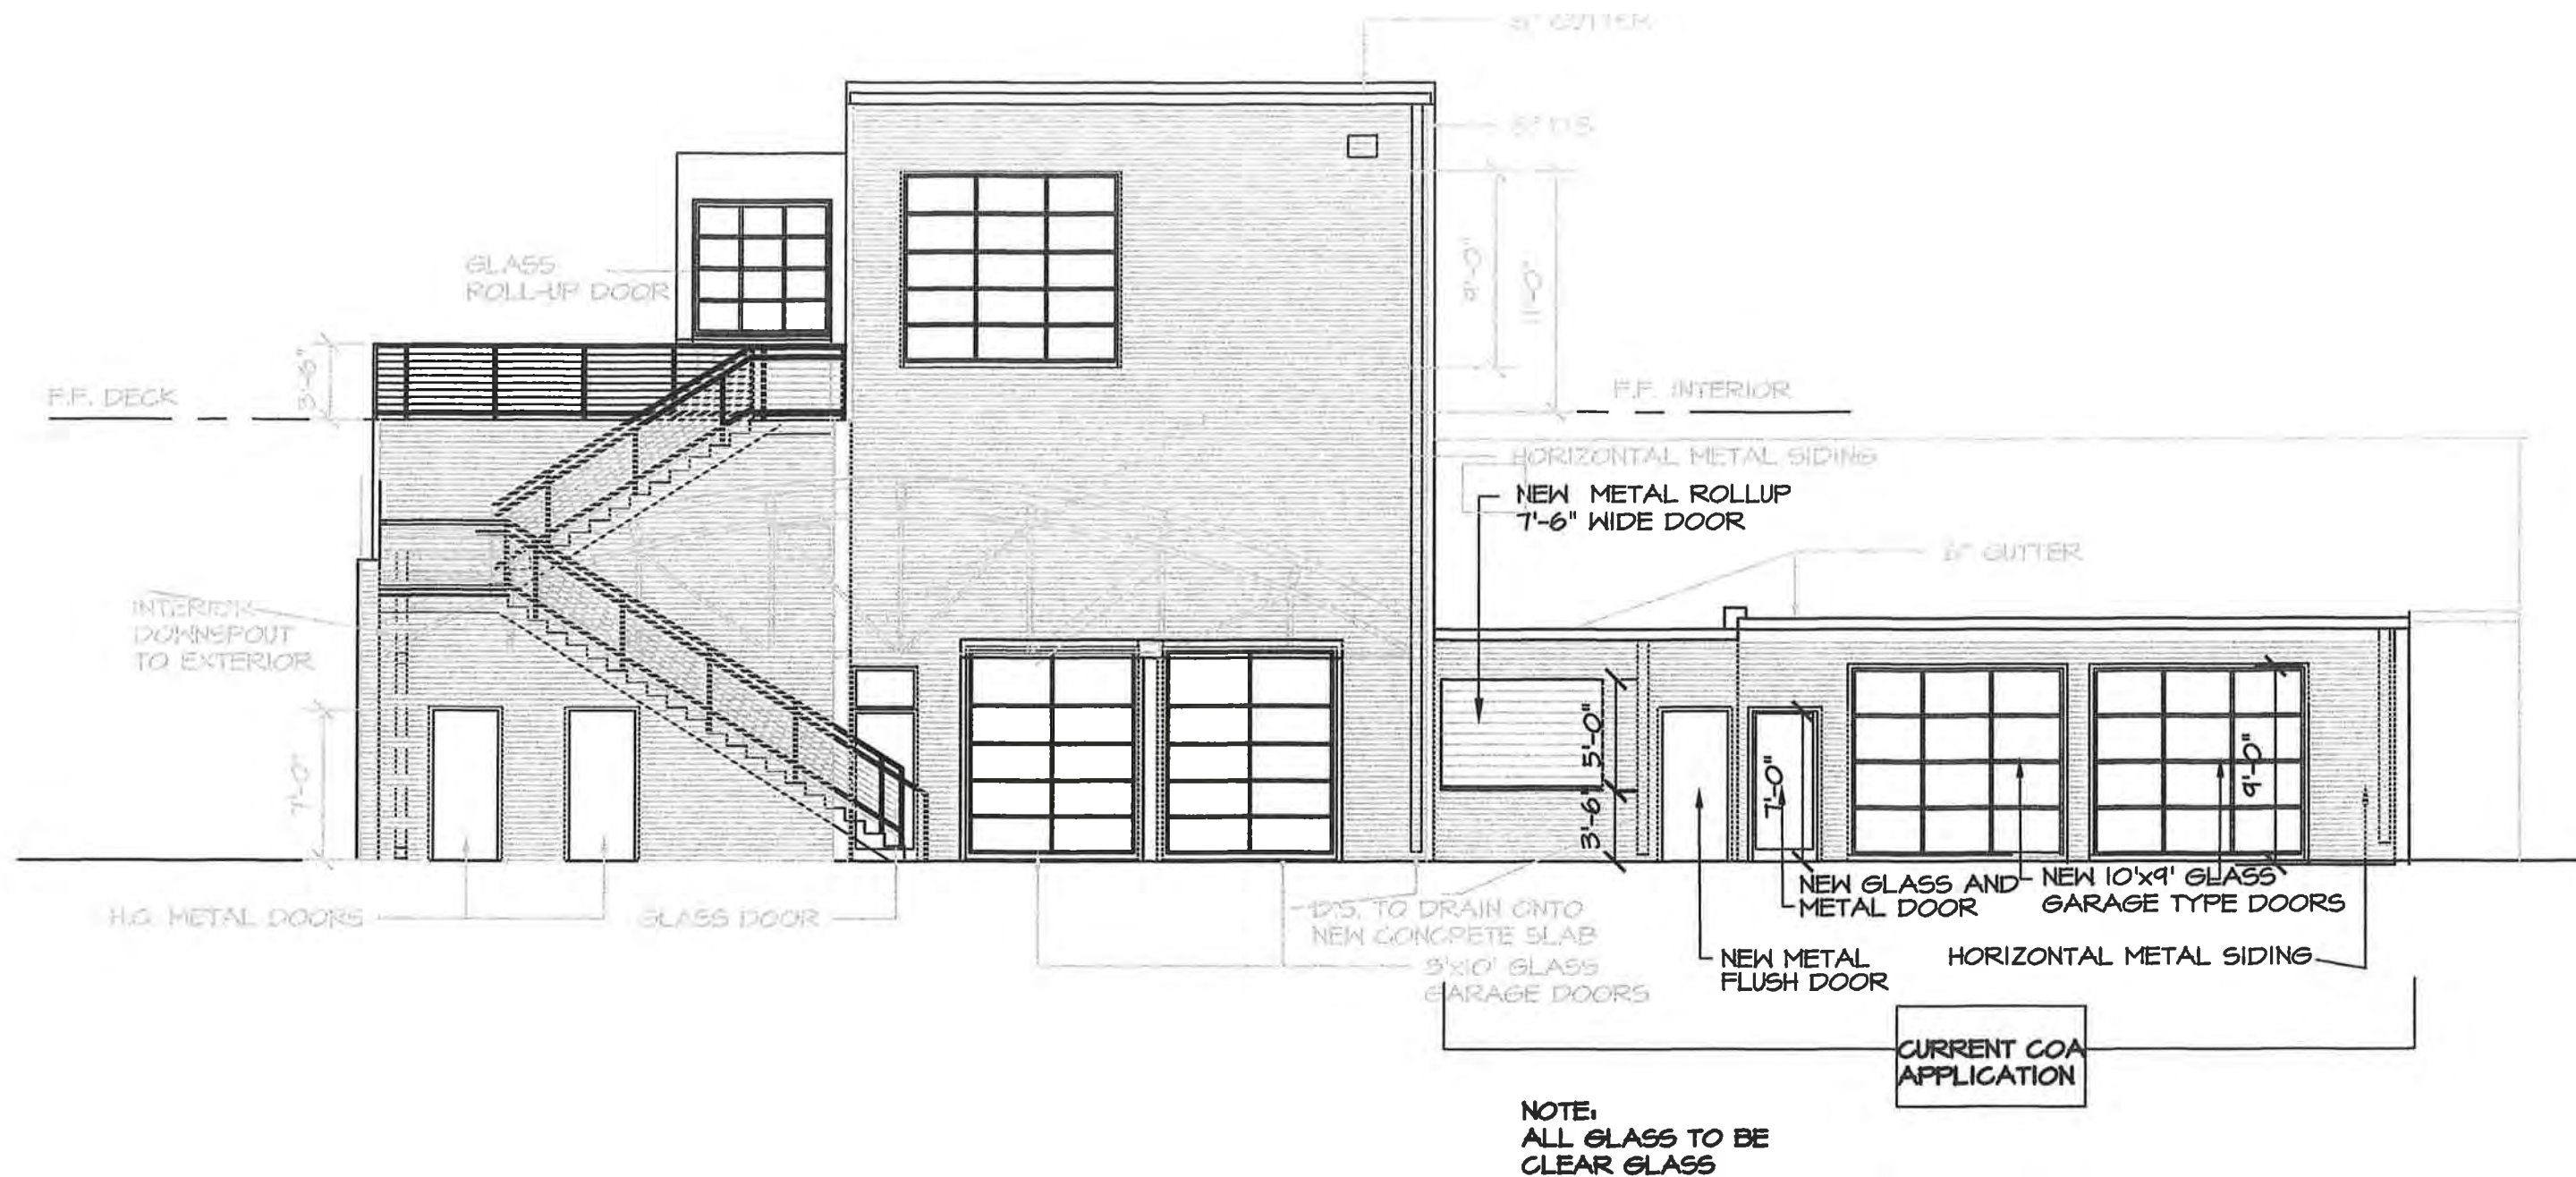 6" GUTTER
GLASS
ROLL-UP DOOR
9'-0"
11'-0"
3'-6"
F.F. DECK
F.F. INTERIOR
HORIZONTAL METAL SIDING
NEW METAL ROLLUP
7'-6" WIDE DOOR
6" GUTTER
INTERIOR
DOWNSPOUT
TO EXTERIOR
7'-0"
5'-0"
3'-6"
7'-0"
9'-0"
H.C. METAL DOORS
GLASS DOOR
D.S. TO DRAIN ONTO
NEW CONCRETE SLAB
9'x10' GLASS
GARAGE DOORS
NEW GLASS AND
METAL DOOR
NEW 10'x9' GLASS
GARAGE TYPE DOORS
NEW METAL
FLUSH DOOR
HORIZONTAL METAL SIDING
CURRENT COA
APPLICATION
NOTE:
ALL GLASS TO BE
CLEAR GLASS